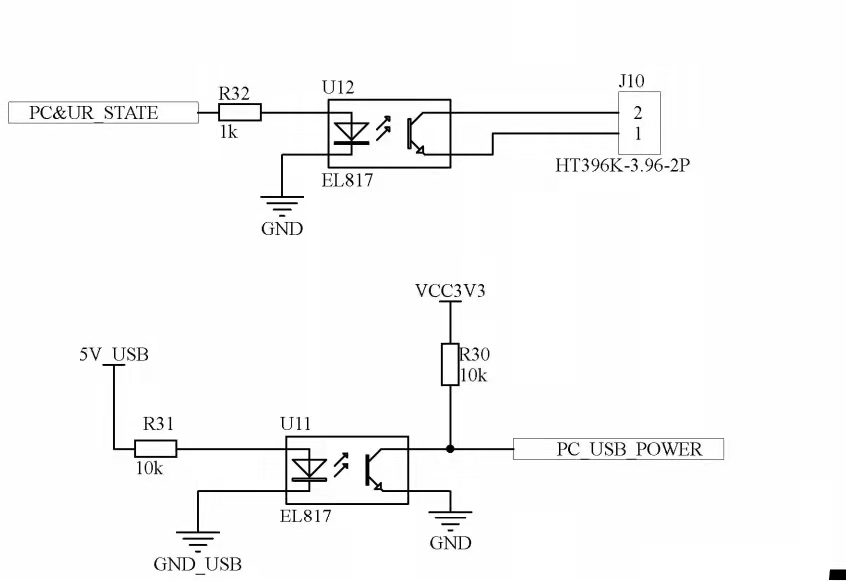 J10
R32
U12
PC&UR_STATE
2
1k
1
HT396K-3.96-2P
EL817
GND
VCC3V3
5V_USB
R30
10k
R31
U11
PC_USB_POWER
10k
EL817
GND
GND_USB